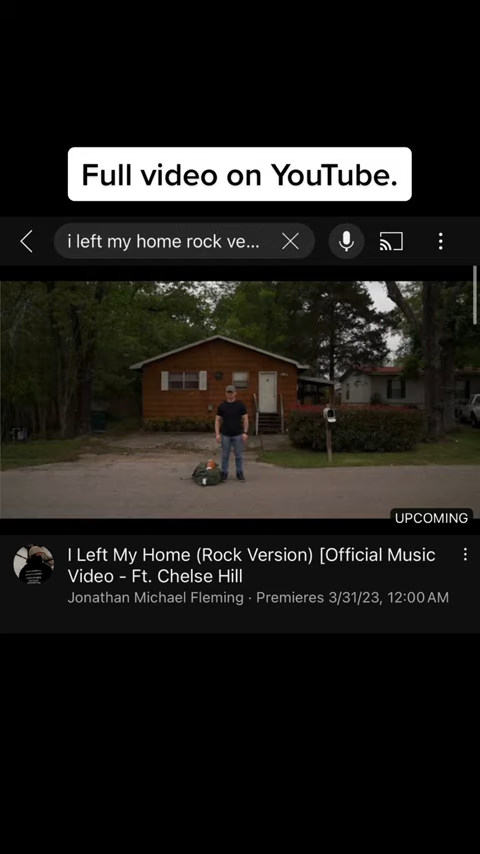 Full video on YouTube.
i left my home rock ve...
UPCOMING
I Left My Home (Rock Version) [Official Music
Video - Ft. Chelse Hill
Jonathan Michael Fleming · Premieres 3/31/23, 12:00 AM